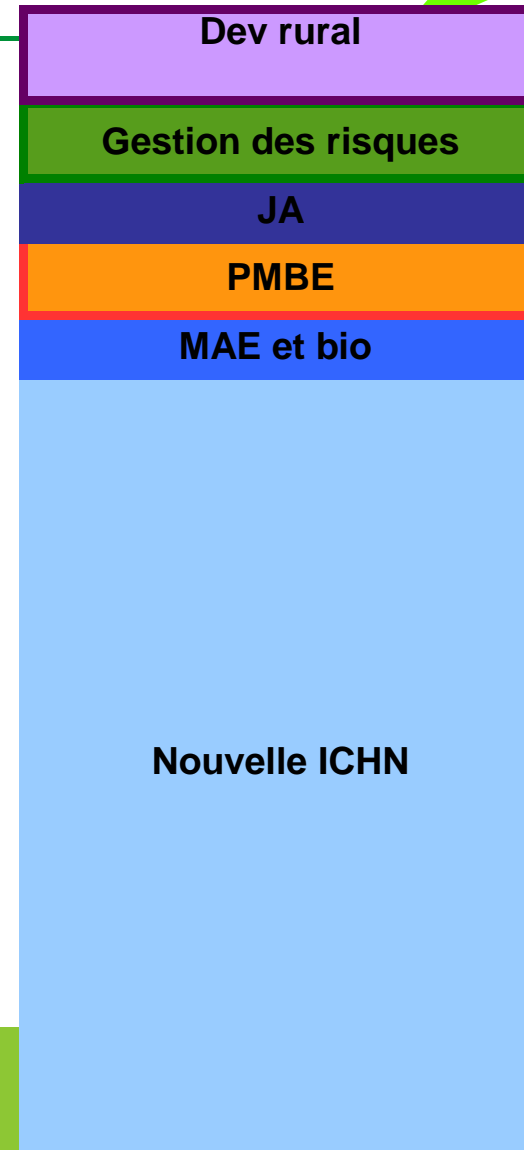 Dev rural
Gestion des risques
JA
PMBE
MAE et bio
Nouvelle ICHN